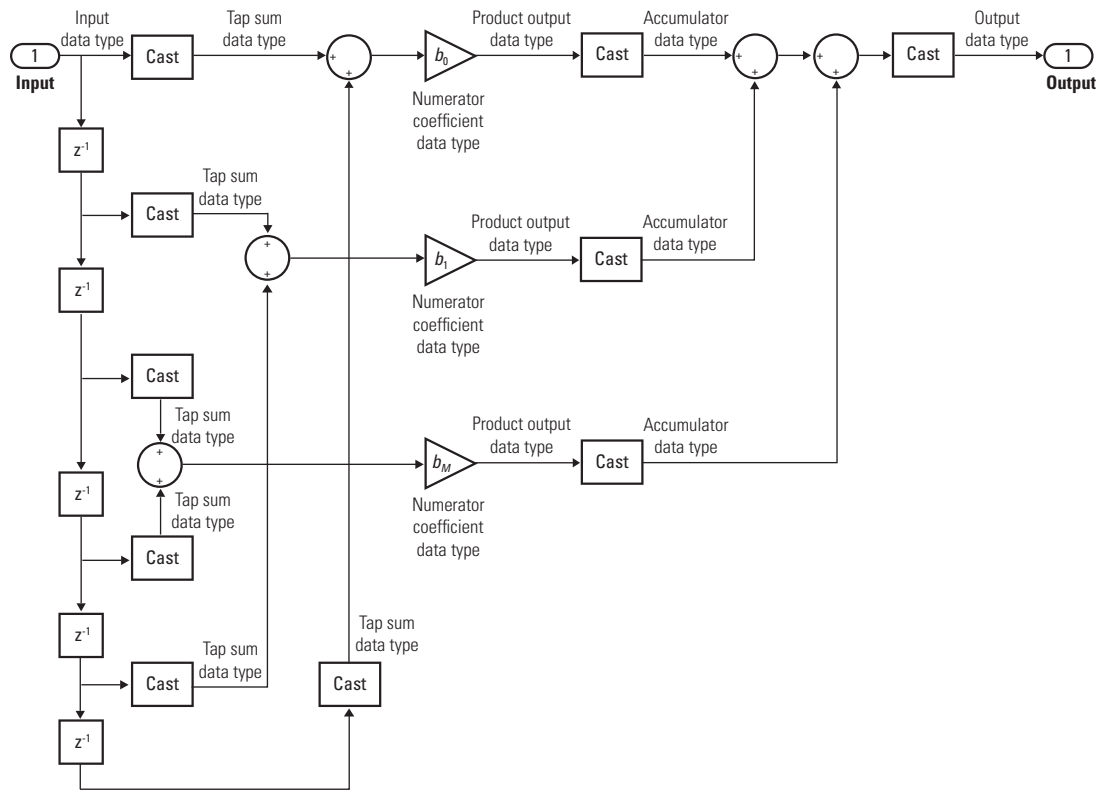 Input
data type
Tap sum
data type
Product output
data type
Accumulator
data type
Output
data type
1
Input
Cast
+
+
b0
Cast
+
+
+
+
Cast
1
Output
Numerator
coefficient
data type
z-1
Tap sum
data type
Cast
+
+
Product output
data type
Accumulator
data type
b1
Cast
Numerator
coefficient
data type
z-1
Cast
Tap sum
data type
+
+
Product output
data type
Accumulator
data type
bM
Cast
Numerator
coefficient
data type
z-1
Tap sum
data type
Cast
z-1
Tap sum
data type
Cast
Tap sum
data type
Cast
z-1